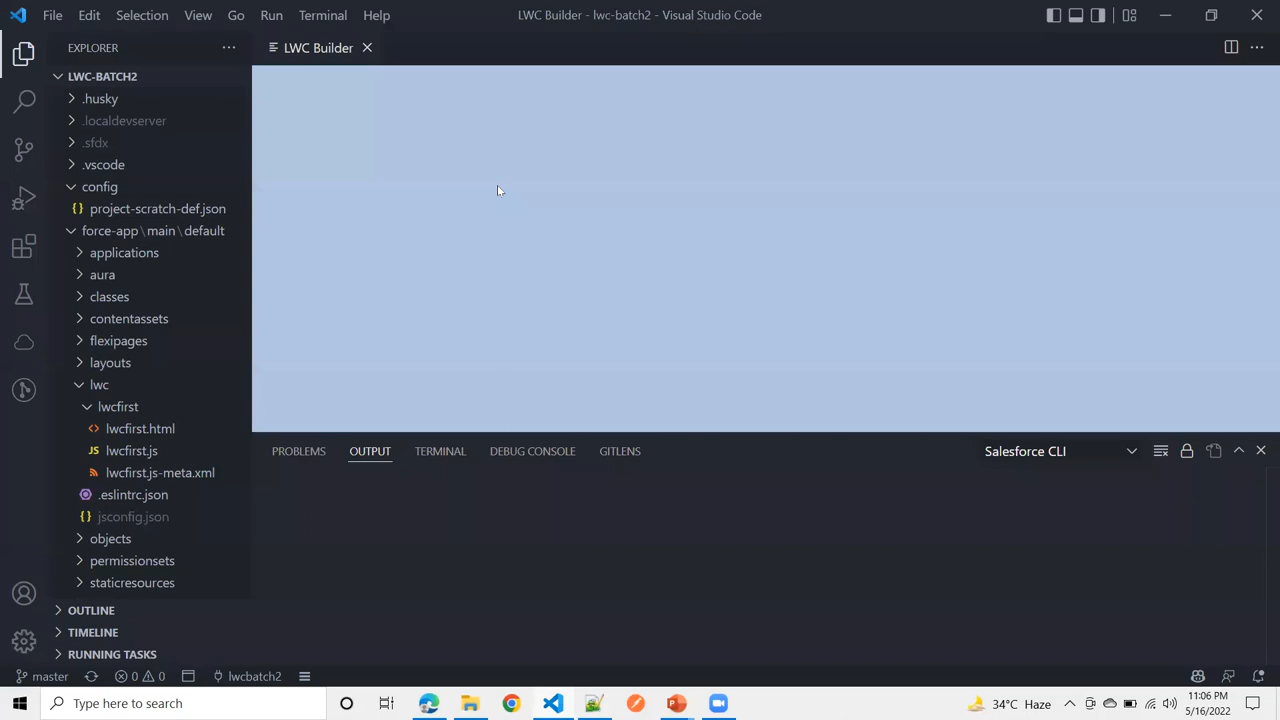 File Edit Selection View Go Run Terminal Help LWC Builder - lwc-batch2 - Visual Studio Code
EXPLORER
LWC Builder
LWC-BATCH2
.husky
.localdevserver
.sfdx
.vscode
config
{} project-scratch-def.json
force-app\main\default
applications
aura
classes
contentassets
flexipages
layouts
lwc
lwcfirst
<> lwcfirst.html
JS lwcfirst.js
lwcfirst.js-meta.xml
.eslintrc.json
{} jsconfig.json
objects
permissionsets
staticresources
OUTLINE
TIMELINE
RUNNING TASKS
PROBLEMS OUTPUT TERMINAL DEBUG CONSOLE GITLENS Salesforce CLI
master 0 0 lwcbatch2
Type here to search
34°C Haze
11:06 PM
5/16/2022